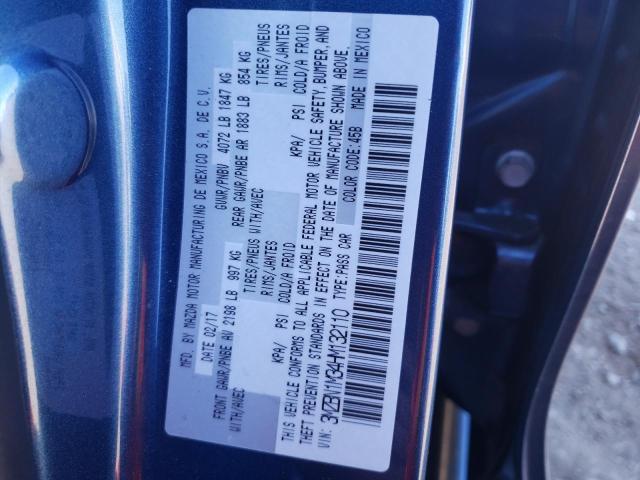 MFD. BY MAZDA MOTOR MANUFACTURING DE MEXICO S.A. DE C.V.
DATE 02/17 GVWR/PNBV 4072 LB 1847 KG
FRONT GAWR/PNBE AV 2198 LB 997 KG REAR GAWR/PNBE AR 1883 LB 854 KG
WITH/AVEC TIRES/PNEUS WITH/AVEC TIRES/PNEUS
RIMS/JANTES RIMS/JANTES
KPA/ PSI COLD/A FROID KPA/ PSI COLD/A FROID
THIS VEHICLE CONFORMS TO ALL APPLICABLE FEDERAL MOTOR VEHICLE SAFETY, BUMPER, AND
THEFT PREVENTION STANDARDS IN EFFECT ON THE DATE OF MANUFACTURE SHOWN ABOVE.
VIN: 3MZBN1M34HM132110 TYPE:PASS CAR COLOR CODE:45B MADE IN MEXICO